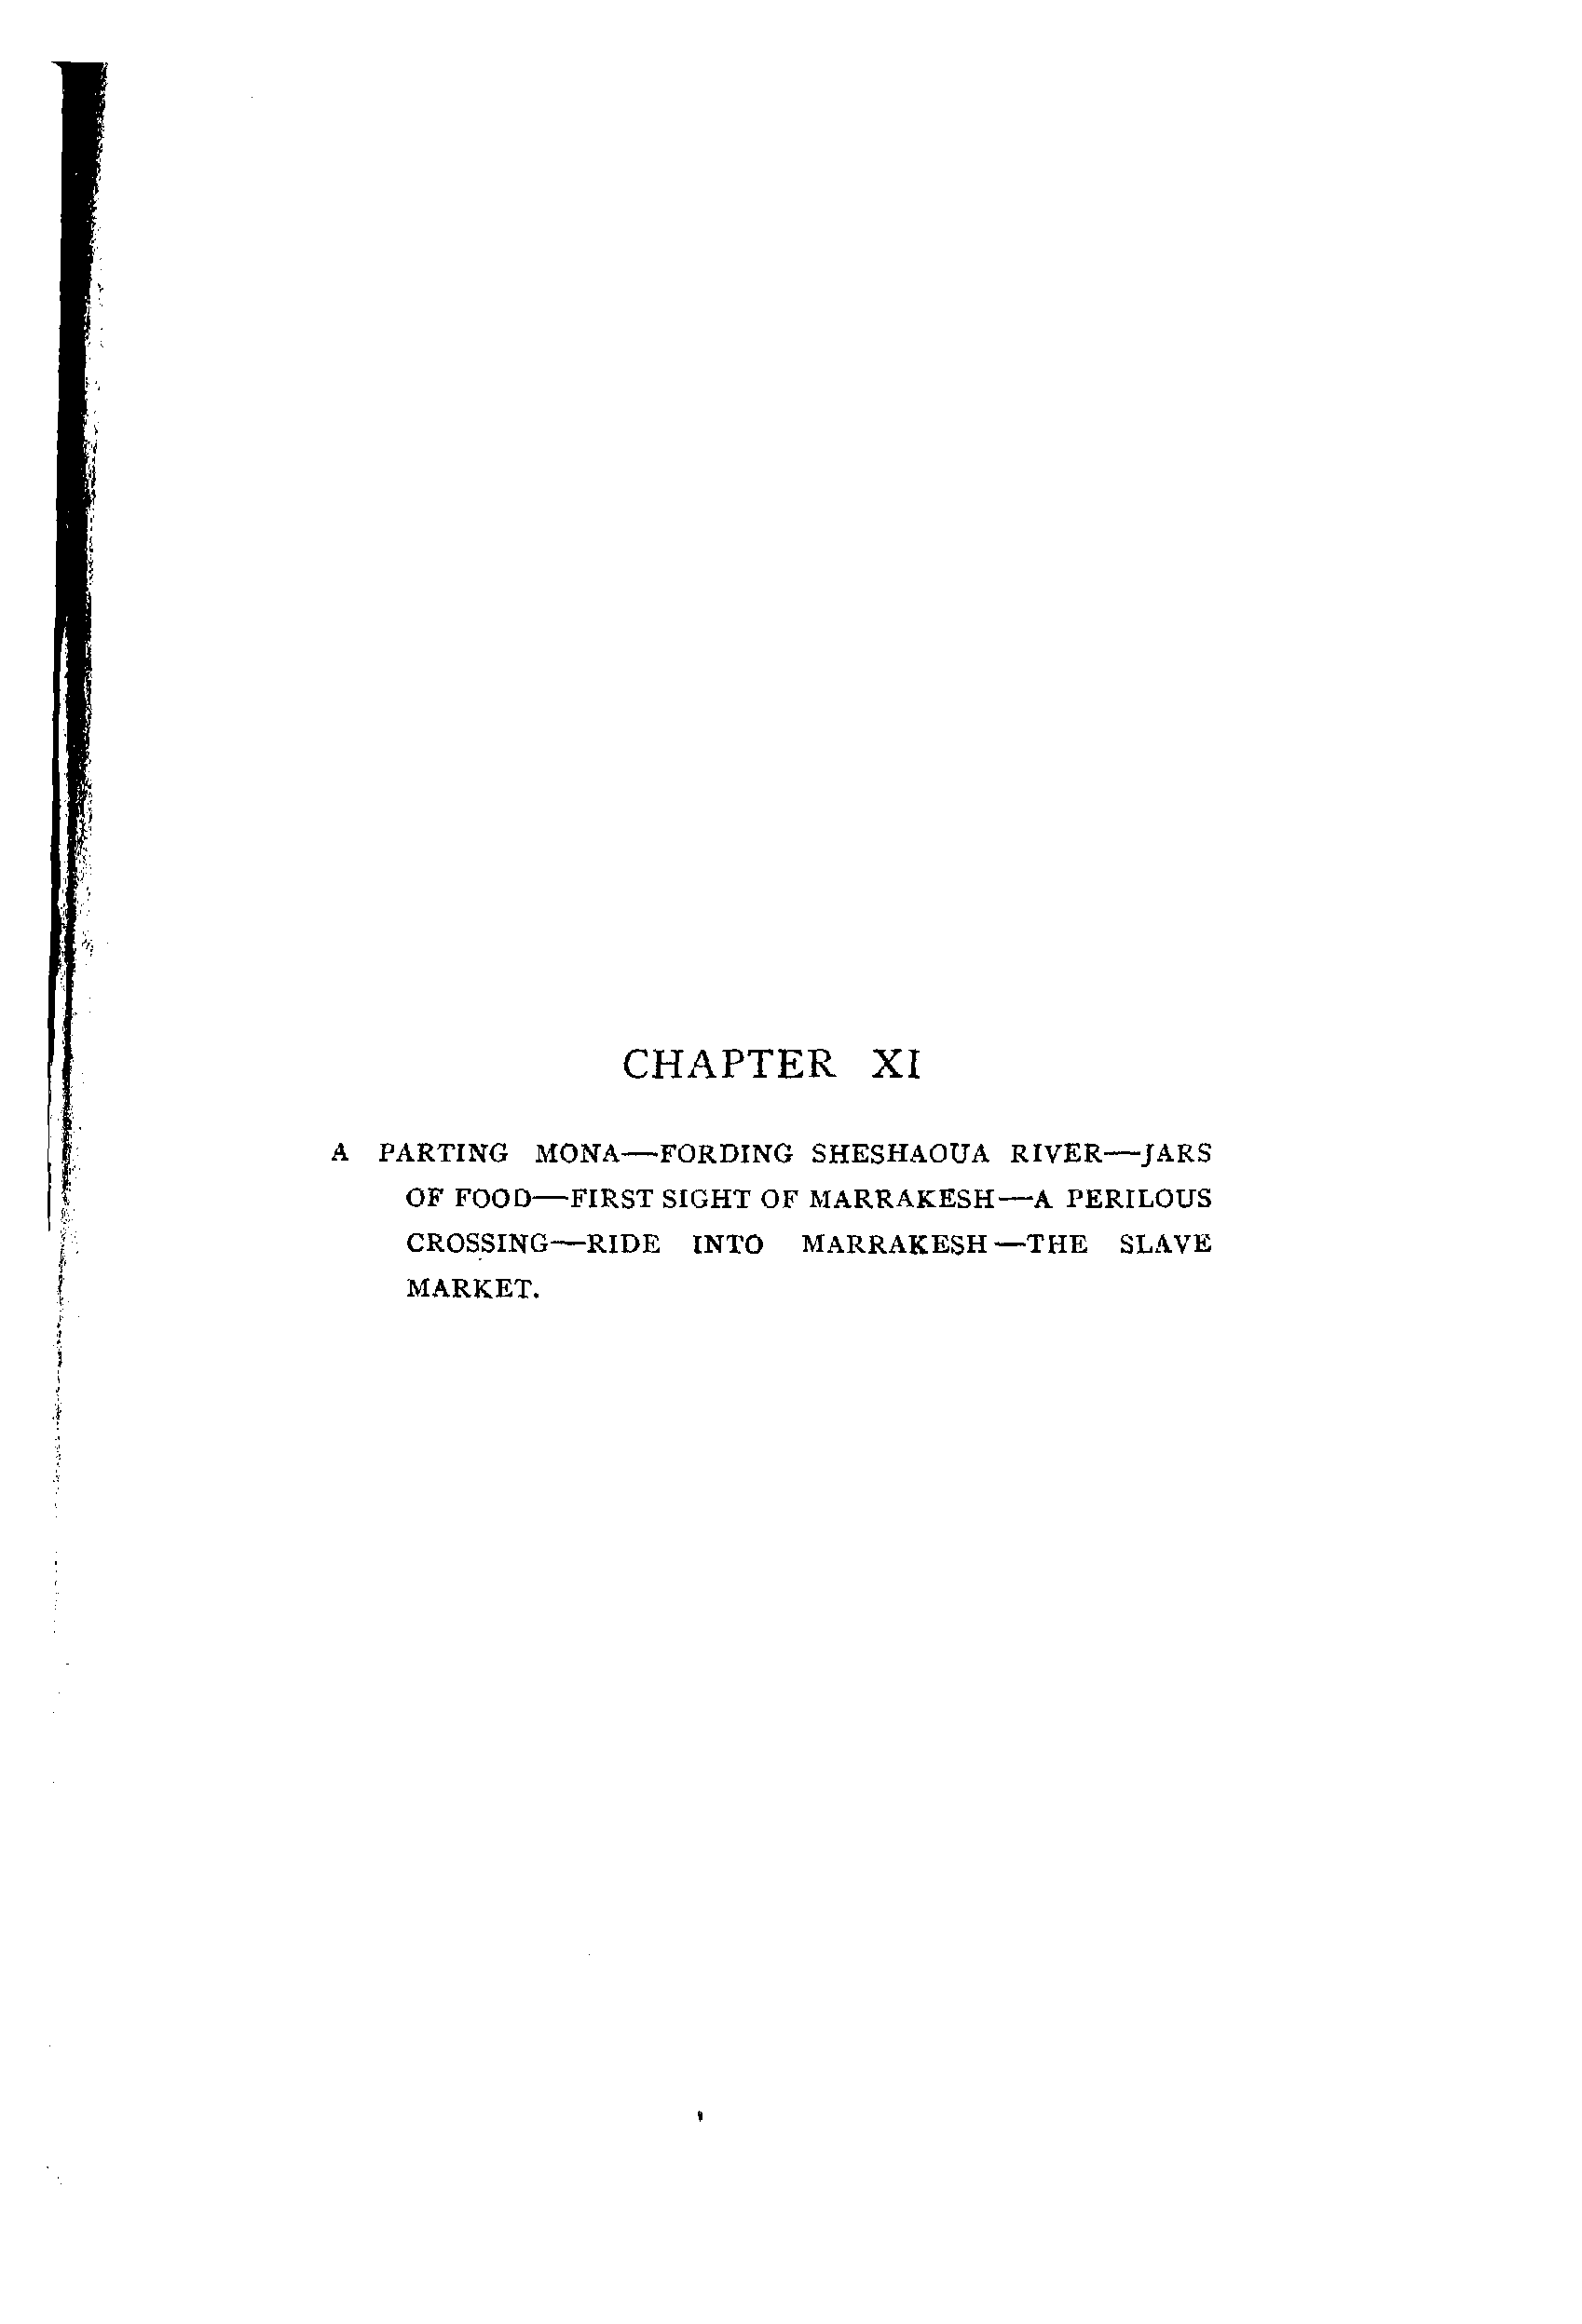 CHAPTER XI
A PARTING MONA—FORDING SHESHAOUA RIVER—JARS
OF FOOD—FIRST SIGHT OF MARRAKESH—A PERILOUS
CROSSING—RIDE INTO MARRAKESH—THE SLAVE
MARKET.